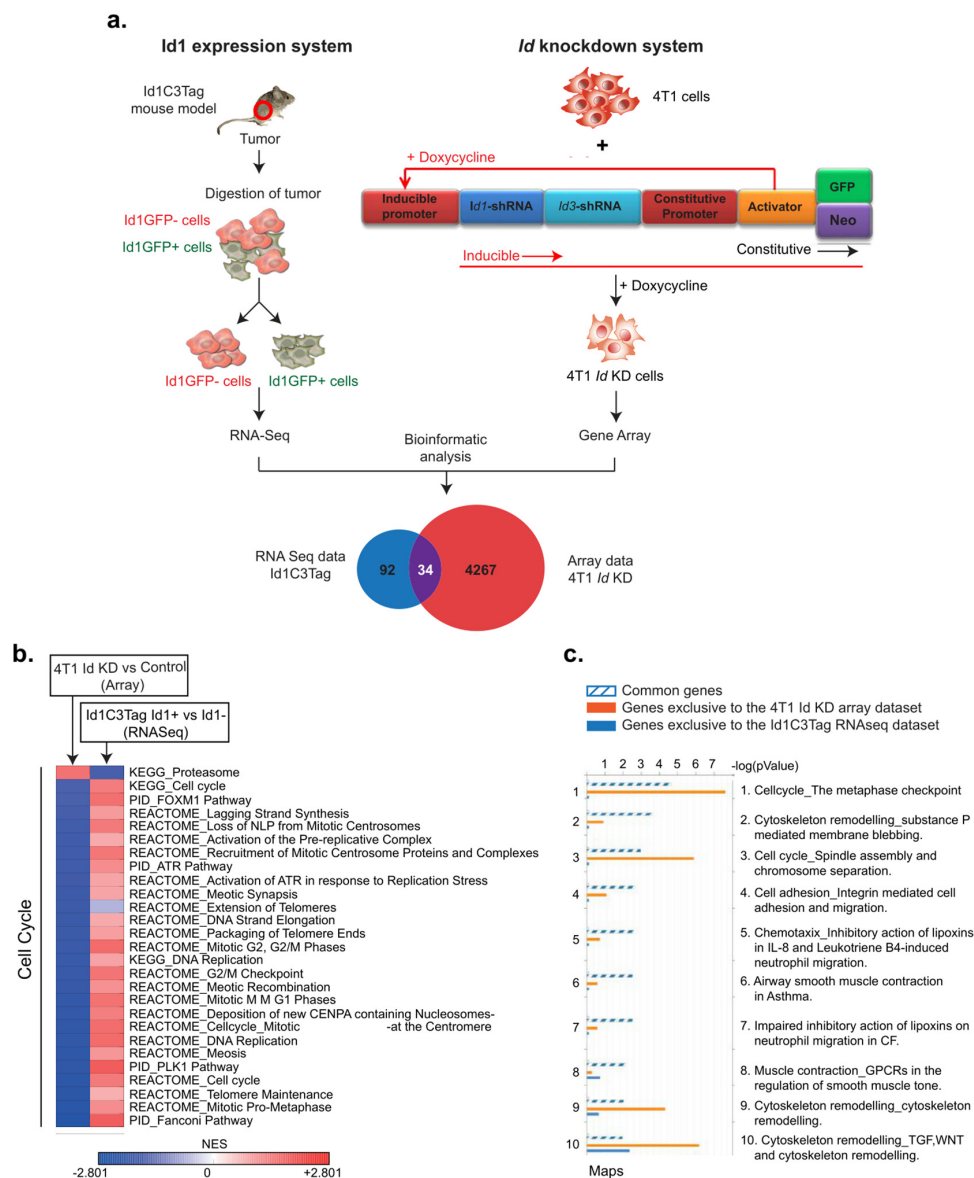 a.
Id1 expression system
Id knockdown system
Id1C3Tag
mouse model
Tumor
Digestion of tumor
Id1GFP- cells
Id1GFP+ cells
Id1GFP- cells
Id1GFP+ cells
RNA-Seq
4T1 cells
+
+ Doxycycline
Inducible
promoter
Id1-shRNA
Id3-shRNA
Constitutive
Promoter
Activator
GFP
Neo
Inducible
Constitutive
+ Doxycycline
4T1 Id KD cells
Gene Array
Bioinformatic
analysis
RNA Seq data
Id1C3Tag
92
34
4267
Array data
4T1 Id KD
b.
4T1 Id KD vs Control
(Array)
Id1C3Tag Id1+ vs Id1-
(RNASeq)
Cell Cycle
KEGG_Proteasome
KEGG_Cell cycle
PID_FOXM1 Pathway
REACTOME_Lagging Strand Synthesis
REACTOME_Loss of NLP from Mitotic Centrosomes
REACTOME_Activation of the Pre-replicative Complex
REACTOME_Recruitment of Mitotic Centrosome Proteins and Complexes
PID_ATR Pathway
REACTOME_Activation of ATR in response to Replication Stress
REACTOME_Meotic Synapsis
REACTOME_Extension of Telomeres
REACTOME_DNA Strand Elongation
REACTOME_Packaging of Telomere Ends
REACTOME_Mitotic G2, G2/M Phases
KEGG_DNA Replication
REACTOME_G2/M Checkpoint
REACTOME_Meotic Recombination
REACTOME_Mitotic M M G1 Phases
REACTOME_Deposition of new CENPA containing Nucleosomes-
REACTOME_Cellcycle_Mitotic -at the Centromere
REACTOME_DNA Replication
REACTOME_Meosis
PID_PLK1 Pathway
REACTOME_Cell cycle
REACTOME_Telomere Maintenance
REACTOME_Mitotic Pro-Metaphase
PID_Fanconi Pathway
NES
-2.801 0 +2.801
c.
Common genes
Genes exclusive to the 4T1 Id KD array dataset
Genes exclusive to the Id1C3Tag RNAseq dataset
1 2 3 4 5 6 7 -log(pValue)
1
2
3
4
5
6
7
8
9
10
Maps
1. Cellcycle_The metaphase checkpoint
2. Cytoskeleton remodelling_substance P
mediated membrane blebbing.
3. Cell cycle_Spindle assembly and
chromosome separation.
4. Cell adhesion_Integrin mediated cell
adhesion and migration.
5. Chemotaxix_Inhibitory action of lipoxins
in IL-8 and Leukotriene B4-induced
neutrophil migration.
6. Airway smooth muscle contraction
in Asthma.
7. Impaired inhibitory action of lipoxins on
neutrophil migration in CF.
8. Muscle contraction_GPCRs in the
regulation of smooth muscle tone.
9. Cytoskeleton remodelling_cytoskeleton
remodelling.
10. Cytoskeleton remodelling_TGF,WNT
and cytoskeleton remodelling.